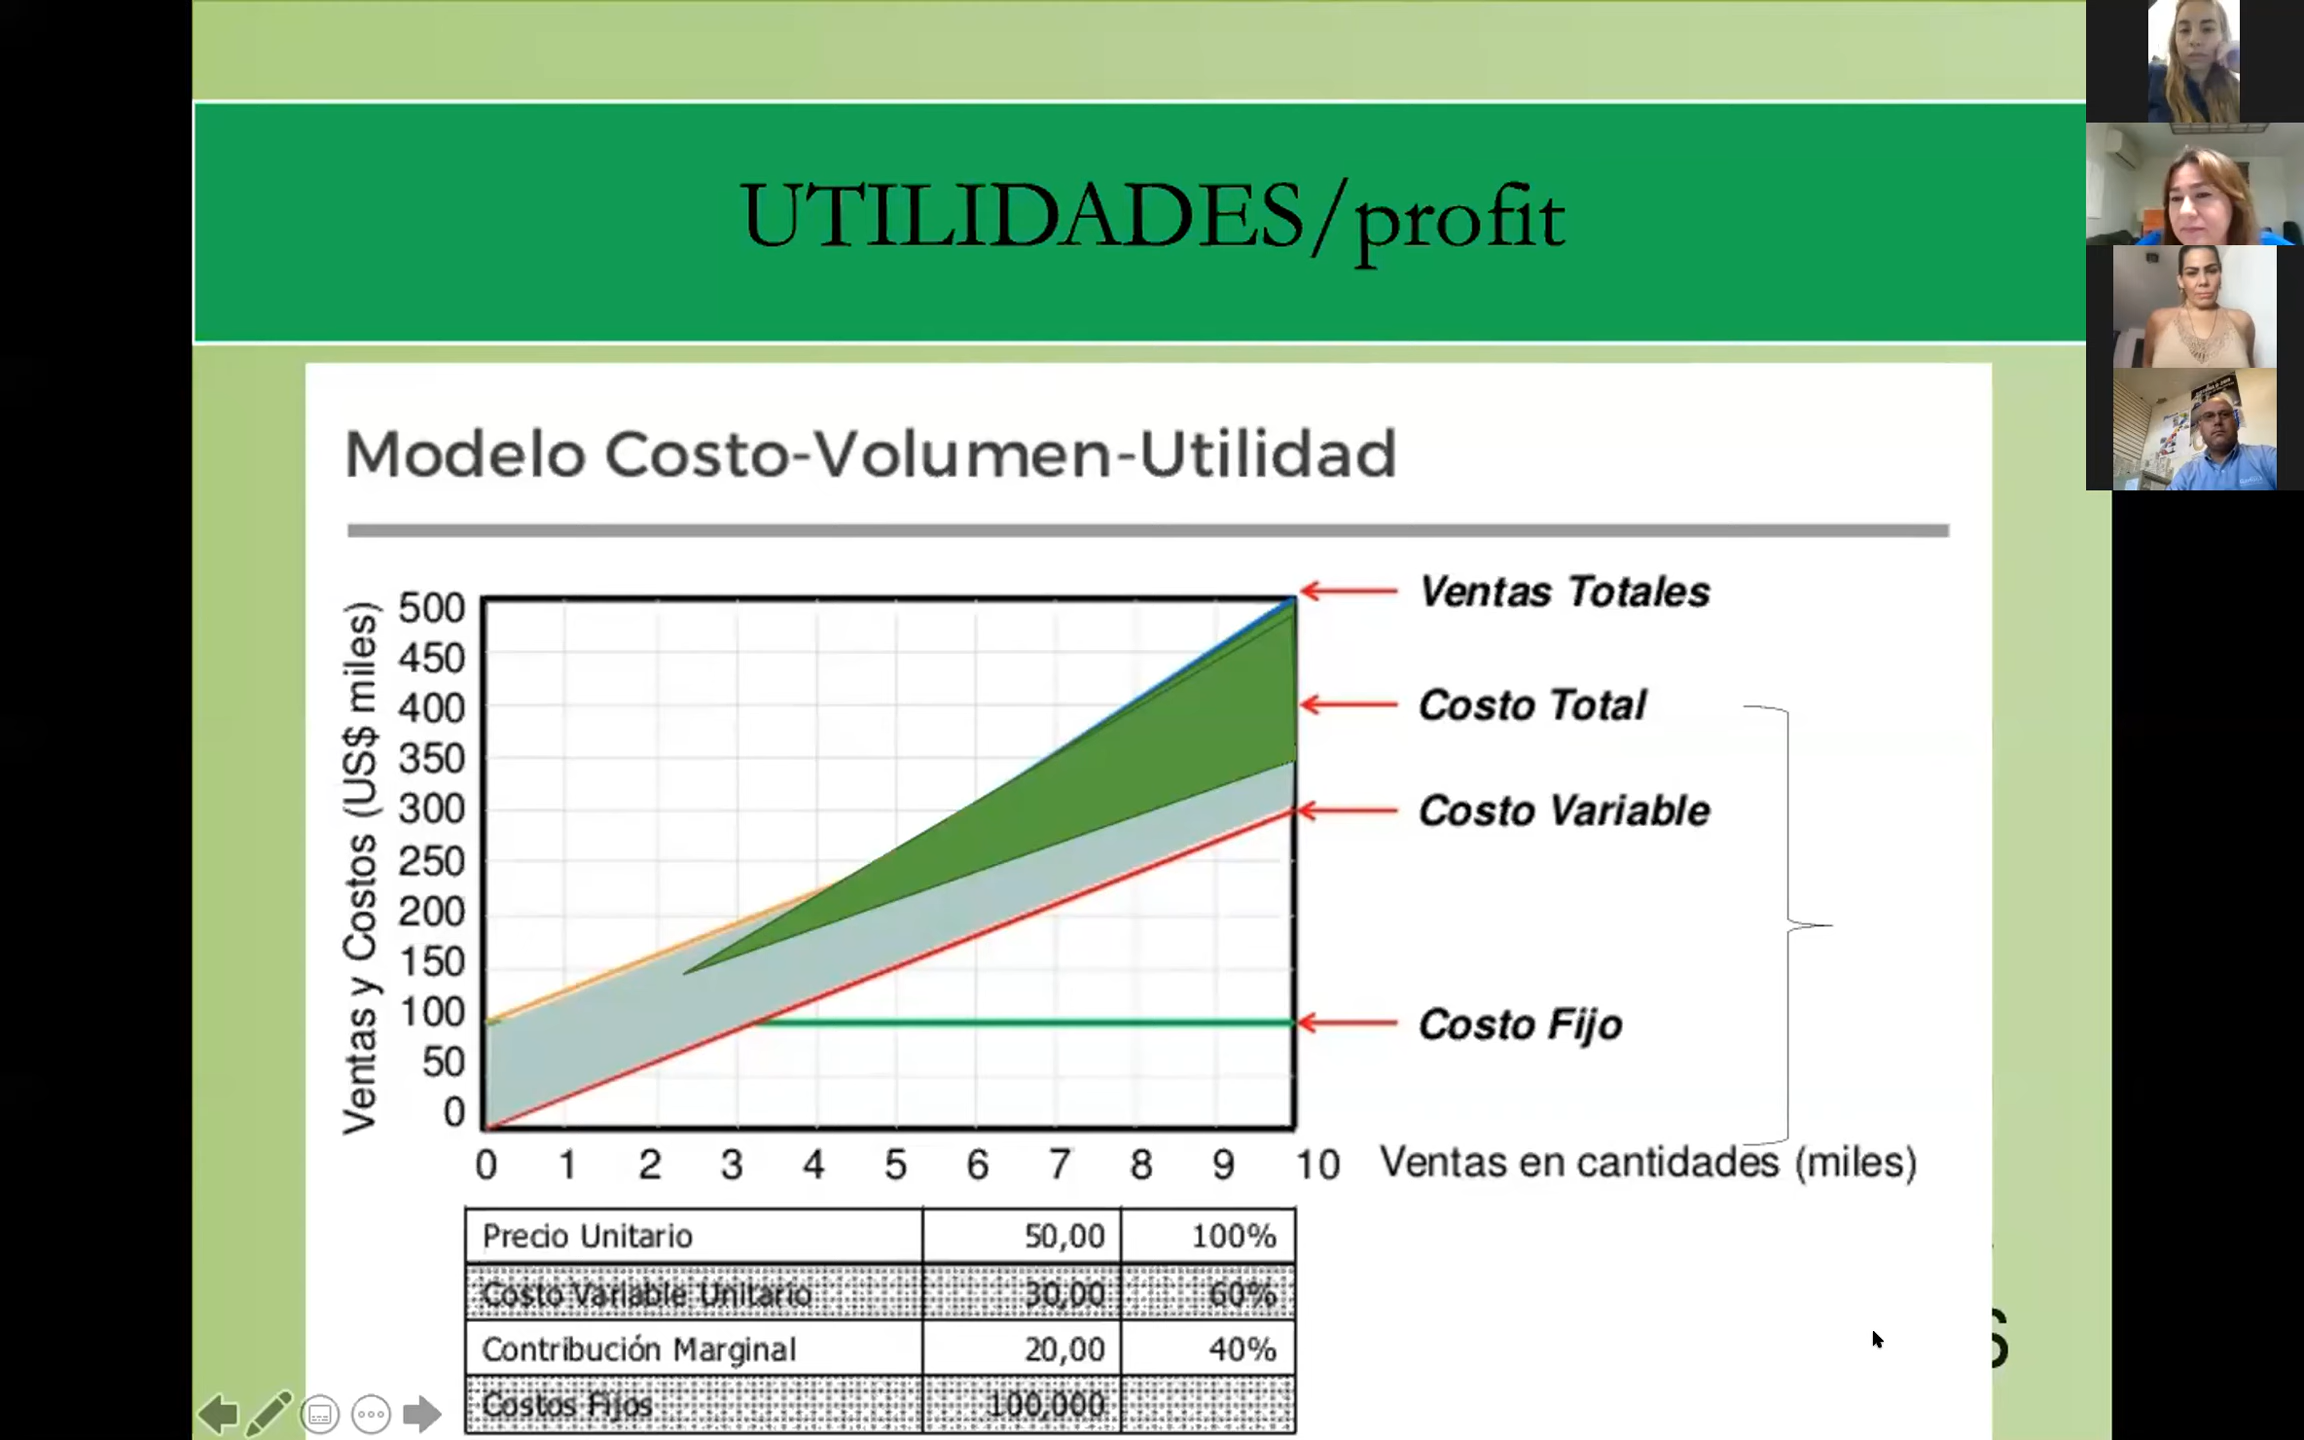 UTILIDADES/profit
Modelo Costo-Volumen-Utilidad
Ventas y Costos (US$ miles)
500
450
400
350
300
250
200
150
100
50
0
Ventas Totales
Costo Total
Costo Variable
Costo Fijo
0 1 2 3 4 5 6 7 8 9 10 Ventas en cantidades (miles)
Precio Unitario 50,00 100%
Costo Variable Unitario 30,00 60%
Contribución Marginal 20,00 40%
Costos Fijos 100,000